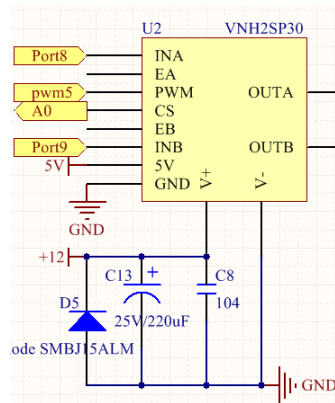 U2 VNH2SP30
Port8 INA
EA
pwm5 PWM OUTA
A0 CS
EB
Port9 INB OUTB
5V 5V
GND V+ V-
GND
+12
C13 + C8
D5 104
25V/220uF
ode SMBJ15ALM
GND